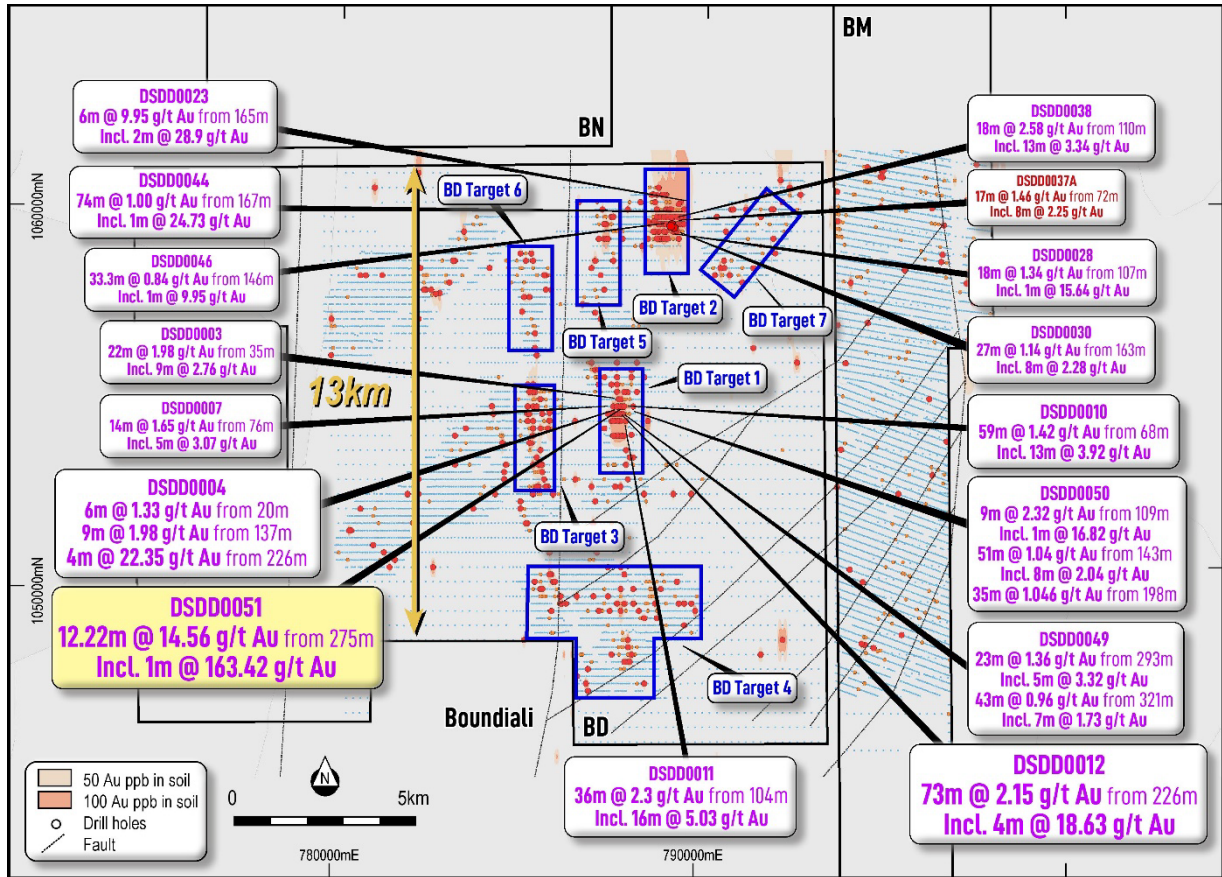 BN
BM
DSDD0023
6m @ 9.95 g/t Au from 165m
Incl. 2m @ 28.9 g/t Au
DSDD0044
74m @ 1.00 g/t Au from 167m
Incl. 1m @ 24.73 g/t Au
DSDD0046
33.3m @ 0.84 g/t Au from 146m
Incl. 1m @ 9.95 g/t Au
DSDD0003
22m @ 1.98 g/t Au from 35m
Incl. 9m @ 2.76 g/t Au
DSDD0007
14m @ 1.65 g/t Au from 76m
Incl. 5m @ 3.07 g/t Au
DSDD0004
6m @ 1.33 g/t Au from 20m
9m @ 1.98 g/t Au from 137m
4m @ 22.35 g/t Au from 226m
DSDD0051
12.22m @ 14.56 g/t Au from 275m
Incl. 1m @ 163.42 g/t Au
1060000mN
1050000mN
13km
BD Target 6
BD Target 2
BD Target 7
BD Target 5
BD Target 1
BD Target 3
BD Target 4
Boundiali
BD
DSDD0038
18m @ 2.58 g/t Au from 110m
Incl. 13m @ 3.34 g/t Au
DSDD0037A
17m @ 1.46 g/t Au from 72m
Incl. 8m @ 2.25 g/t Au
DSDD0028
18m @ 1.34 g/t Au from 107m
Incl. 1m @ 15.64 g/t Au
DSDD0030
27m @ 1.14 g/t Au from 163m
Incl. 8m @ 2.28 g/t Au
DSDD0010
59m @ 1.42 g/t Au from 68m
Incl. 13m @ 3.92 g/t Au
DSDD0050
9m @ 2.32 g/t Au from 109m
Incl. 1m @ 16.82 g/t Au
51m @ 1.04 g/t Au from 143m
Incl. 8m @ 2.04 g/t Au
35m @ 1.046 g/t Au from 198m
DSDD0049
23m @ 1.36 g/t Au from 293m
Incl. 5m @ 3.32 g/t Au
43m @ 0.96 g/t Au from 321m
Incl. 7m @ 1.73 g/t Au
DSDD0012
73m @ 2.15 g/t Au from 226m
Incl. 4m @ 18.63 g/t Au
DSDD0011
36m @ 2.3 g/t Au from 104m
Incl. 16m @ 5.03 g/t Au
50 Au ppb in soil
100 Au ppb in soil
Drill holes
Fault
N
0 5km
780000mE
790000mE